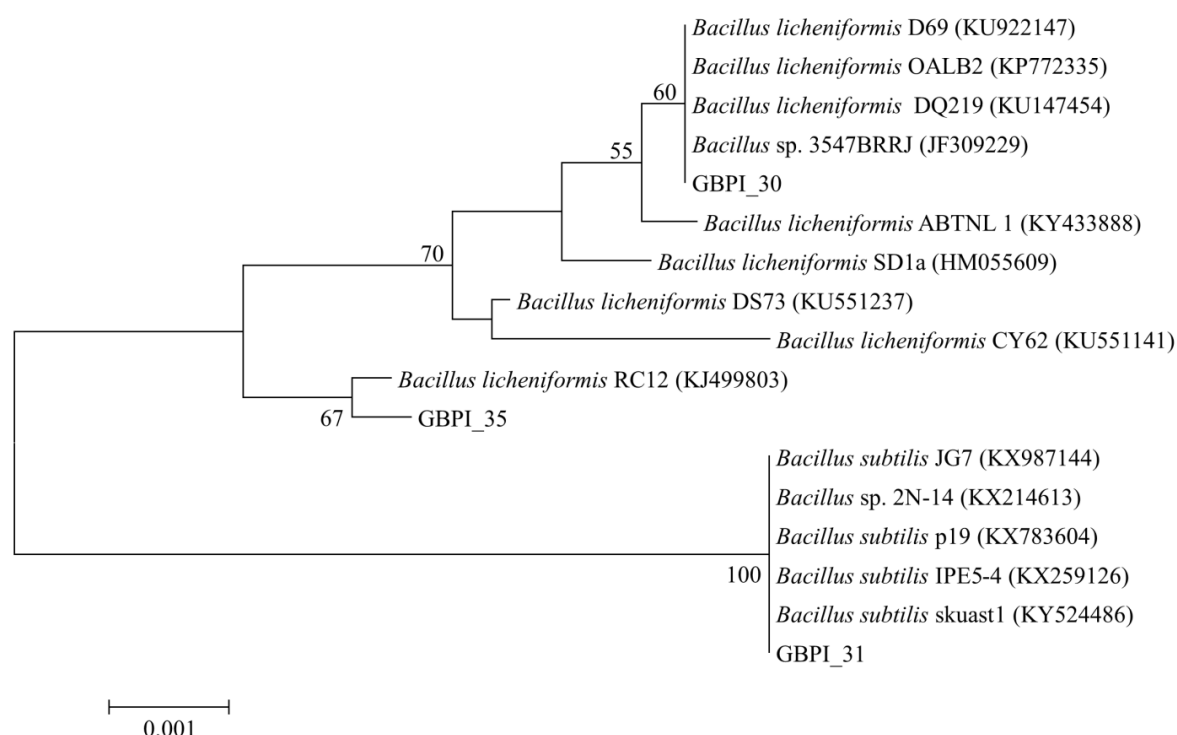 Bacillus licheniformis D69 (KU922147)
Bacillus licheniformis OALB2 (KP772335)
60
Bacillus licheniformis DQ219 (KU147454)
Bacillus sp. 3547BRRJ (JF309229)
55
GBPI_30
Bacillus licheniformis ABTNL 1 (KY433888)
70
Bacillus licheniformis SD1a (HM055609)
Bacillus licheniformis DS73 (KU551237)
Bacillus licheniformis CY62 (KU551141)
Bacillus licheniformis RC12 (KJ499803)
67
GBPI_35
Bacillus subtilis JG7 (KX987144)
Bacillus sp. 2N-14 (KX214613)
Bacillus subtilis p19 (KX783604)
100
Bacillus subtilis IPE5-4 (KX259126)
Bacillus subtilis skuast1 (KY524486)
GBPI_31
0.001